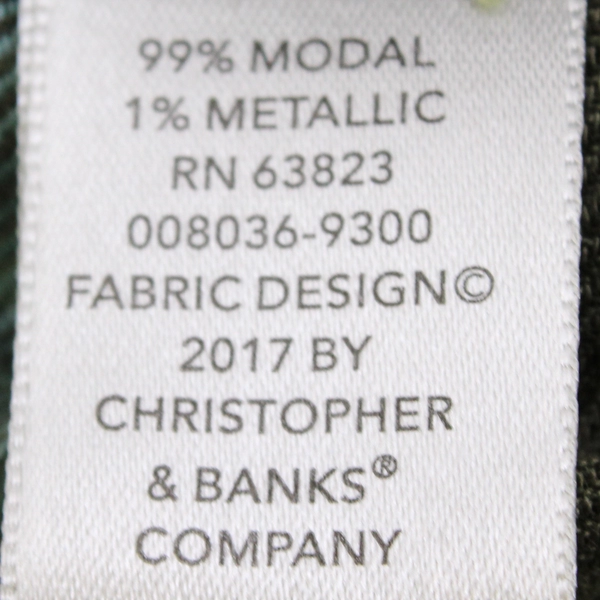 99% MODAL
1% METALLIC
RN 63823
008036-9300
FABRIC DESIGN©
2017 BY
CHRISTOPHER
& BANKS®
COMPANY